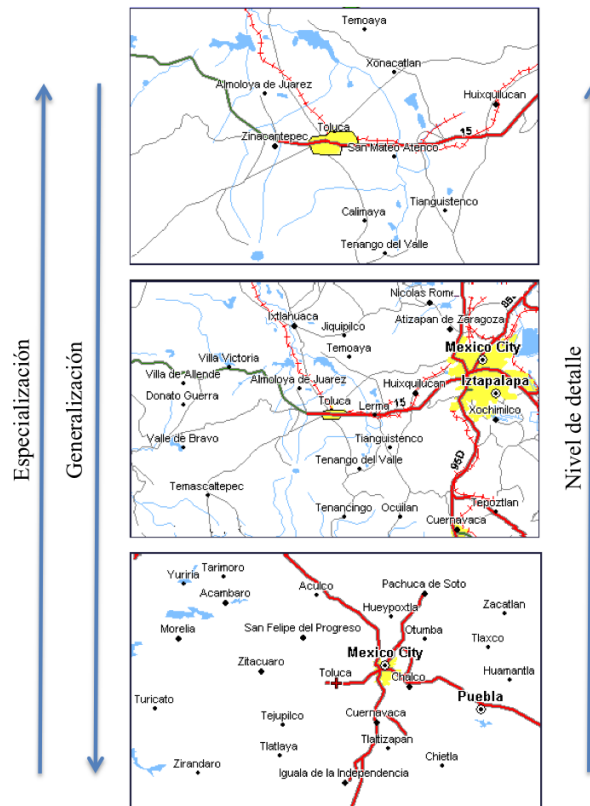 Especialización
Generalización
Nivel de detalle
Temoaya
Xonacatlan
Almoloya de Juarez
Huixquilucan
Toluca
15
Zinacantepec
San Mateo Atenco
Tianguistenco
Calimaya
Tenango del Valle
Nicolas Rom
85
Ixtlahuaca
Jiquipilco
Atizapan de Zaragoza
Temoaya
Mexico City
Villa Victoria
Villa de Allende
Almoloya de Juarez
Huixquilucan
Iztapalapa
Donato Guerra
Toluca
Lerma
15
Xochimilco
Valle de Bravo
Tianguistenco
Tenango del Valle
95D
Temascaltepec
Tepoztlan
Tenancingo
Ocuilan
Cuernavaca
Tarimoro
Yuriria
Aculco
Pachuca de Soto
Acambaro
Hueypoxtla
Zacatlan
Morelia
San Felipe del Progreso
Otumba
Tlaxco
Mexico City
Zitacuaro
Toluca
Chalco
Huamantla
Puebla
Turicato
Tejupilco
Cuernavaca
Tlaltizapan
Tlatlaya
Chietla
Zirandaro
Iguala de la Independencia